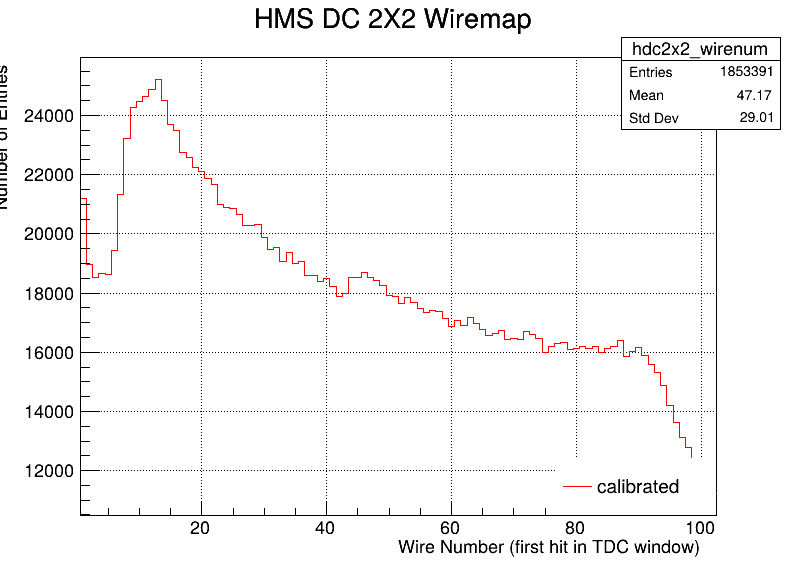 HMS DC 2X2 Wiremap
hdc2x2_wirenum
Entries 1853391
Mean 47.17
Std Dev 29.01
Number of Entries
24000
22000
20000
18000
16000
14000
12000
calibrated
20 40 60 80 100
Wire Number (first hit in TDC window)